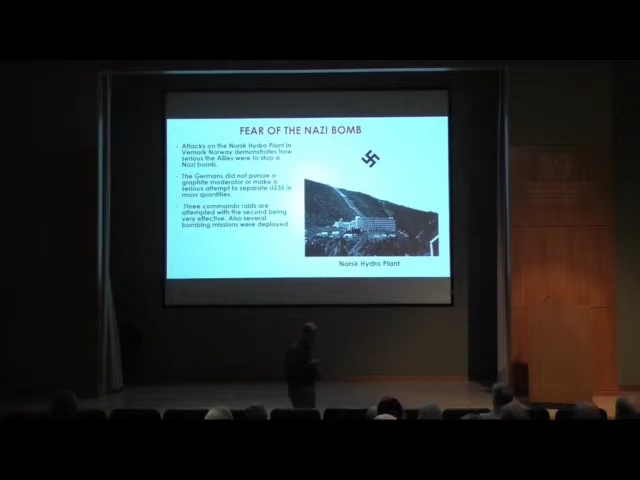 FEAR OF THE NAZI BOMB
- Attacks on the Norsk Hydro Plant in
Vemork Norway demonstrates how
serious the Allies were to stop a
Nazi bomb.
- The Germans did not pursue a
graphite moderator or make a
serious attempt to separate U235 in
mass quantities.
- Three commando raids are
attempted with the second being
very effective. Also several
bombing missions were deployed
Norsk Hydro Plant